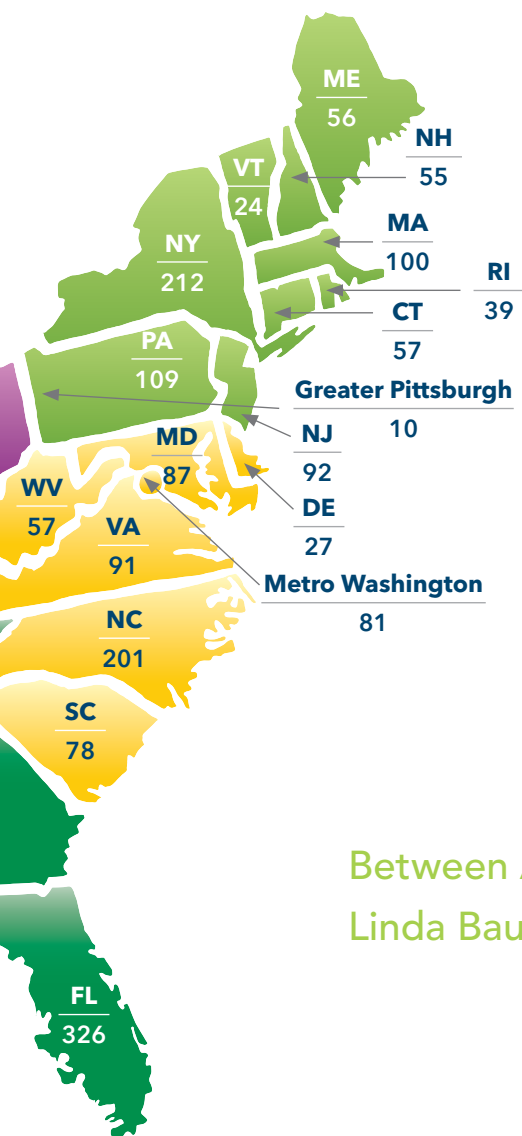 ME
56
NH
55
VT
24
MA
100
NY
212
RI
39
CT
57
PA
109
Greater Pittsburgh
10
NJ
92
MD
87
WV
57
DE
27
VA
91
Metro Washington
81
NC
201
SC
78
Between
Linda
FL
326